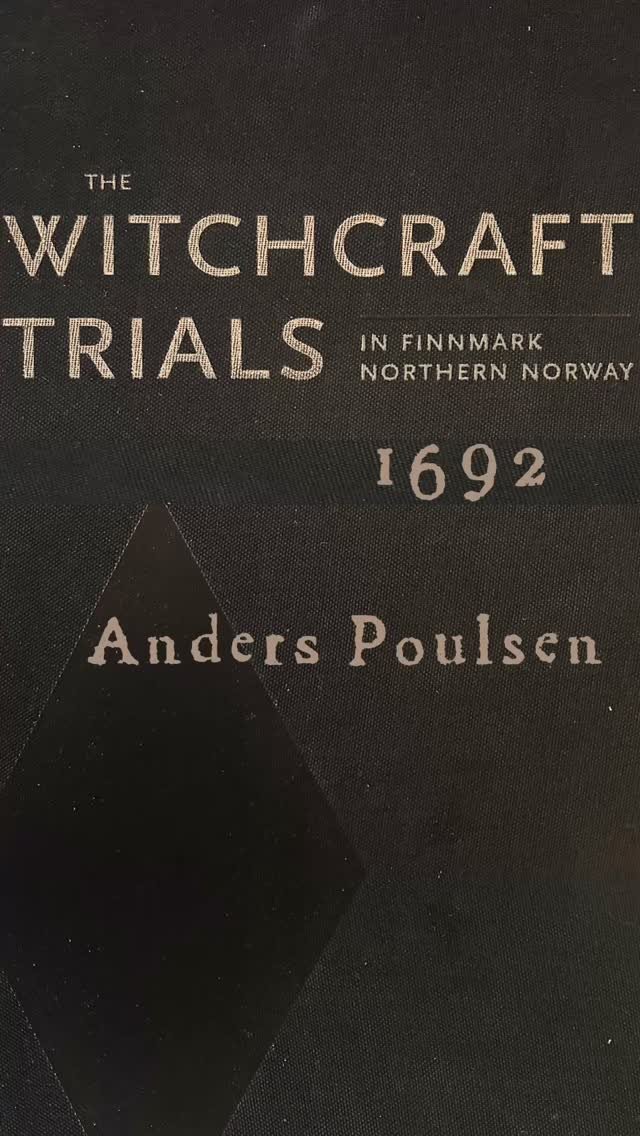 THE
WITCHCRAFT
TRIALS
IN FINNMARK
NORTHERN NORWAY
1692
Anders Poulsen